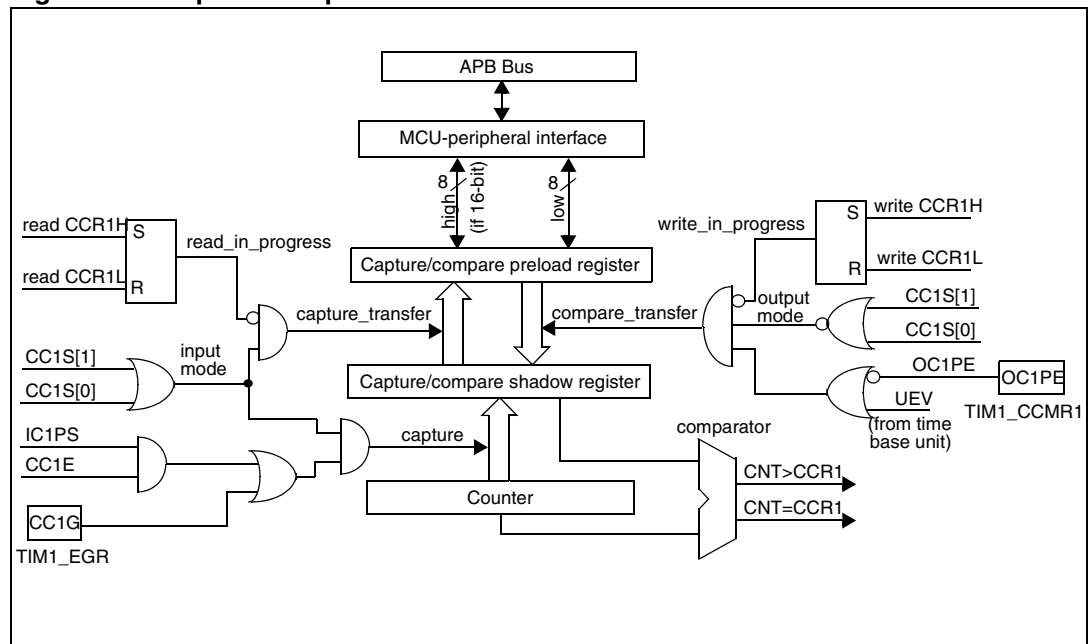 APB Bus
MCU-peripheral interface
8
high
(if 16-bit)
8
low
read CCR1H
S
read_in_progress
read CCR1L
R
write_in_progress
S
write CCR1H
R
write CCR1L
Capture/compare preload register
capture_transfer
compare_transfer
output
mode
CC1S[1]
CC1S[0]
CC1S[1]
input
mode
CC1S[0]
Capture/compare shadow register
OC1PE
OC1PE
UEV
TIM1_CCMR1
(from time
base unit)
IC1PS
CC1E
capture
comparator
CNT>CCR1
Counter
CNT=CCR1
CC1G
TIM1_EGR